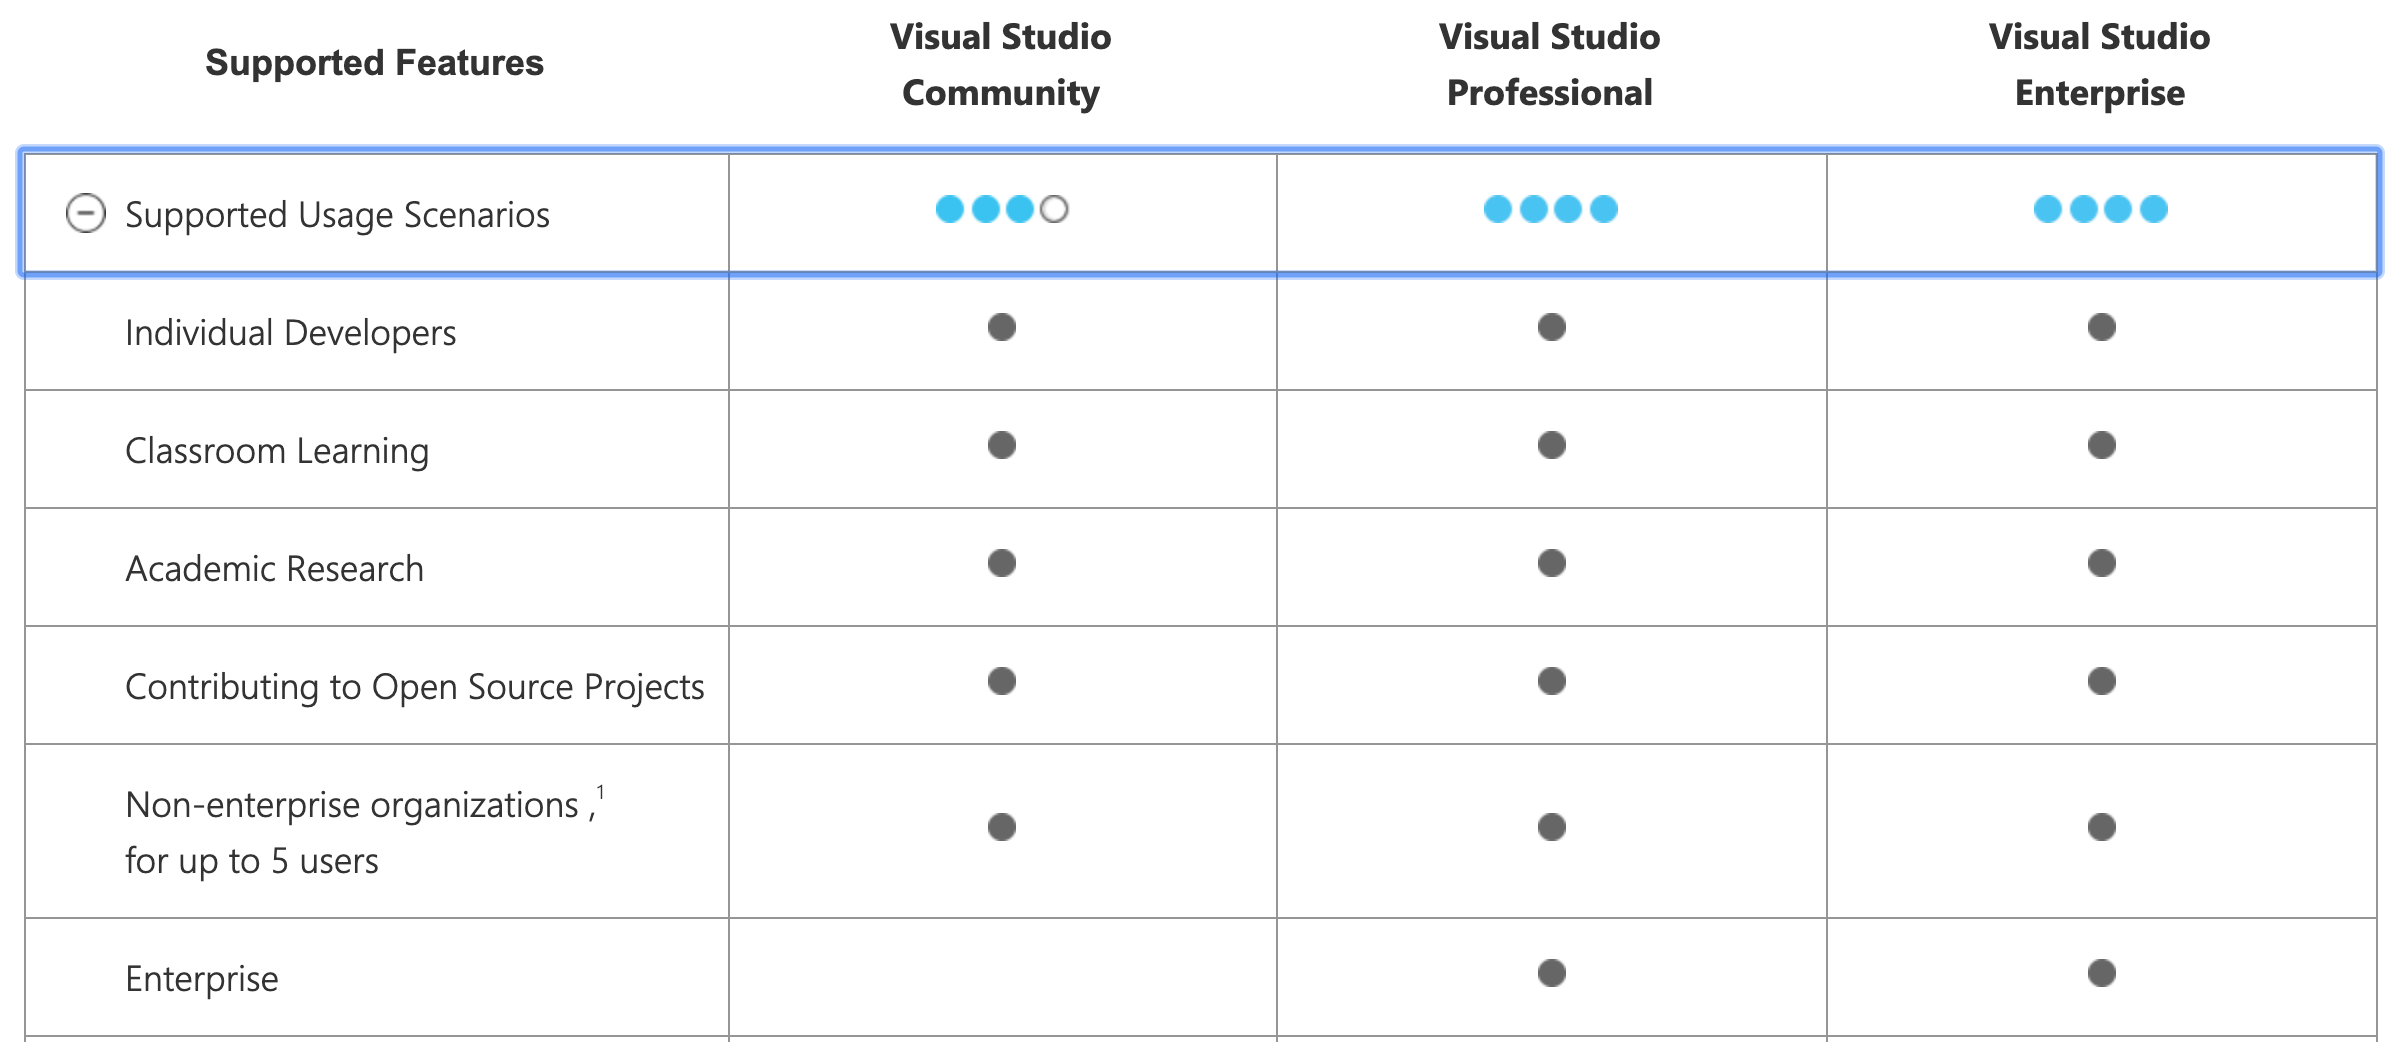 Supported Features
Visual Studio
Community
Visual Studio
Professional
Visual Studio
Enterprise
Supported Usage Scenarios
Individual Developers
Classroom Learning
Academic Research
Contributing to Open Source Projects
Non-enterprise organizations ,1
for up to 5 users
Enterprise